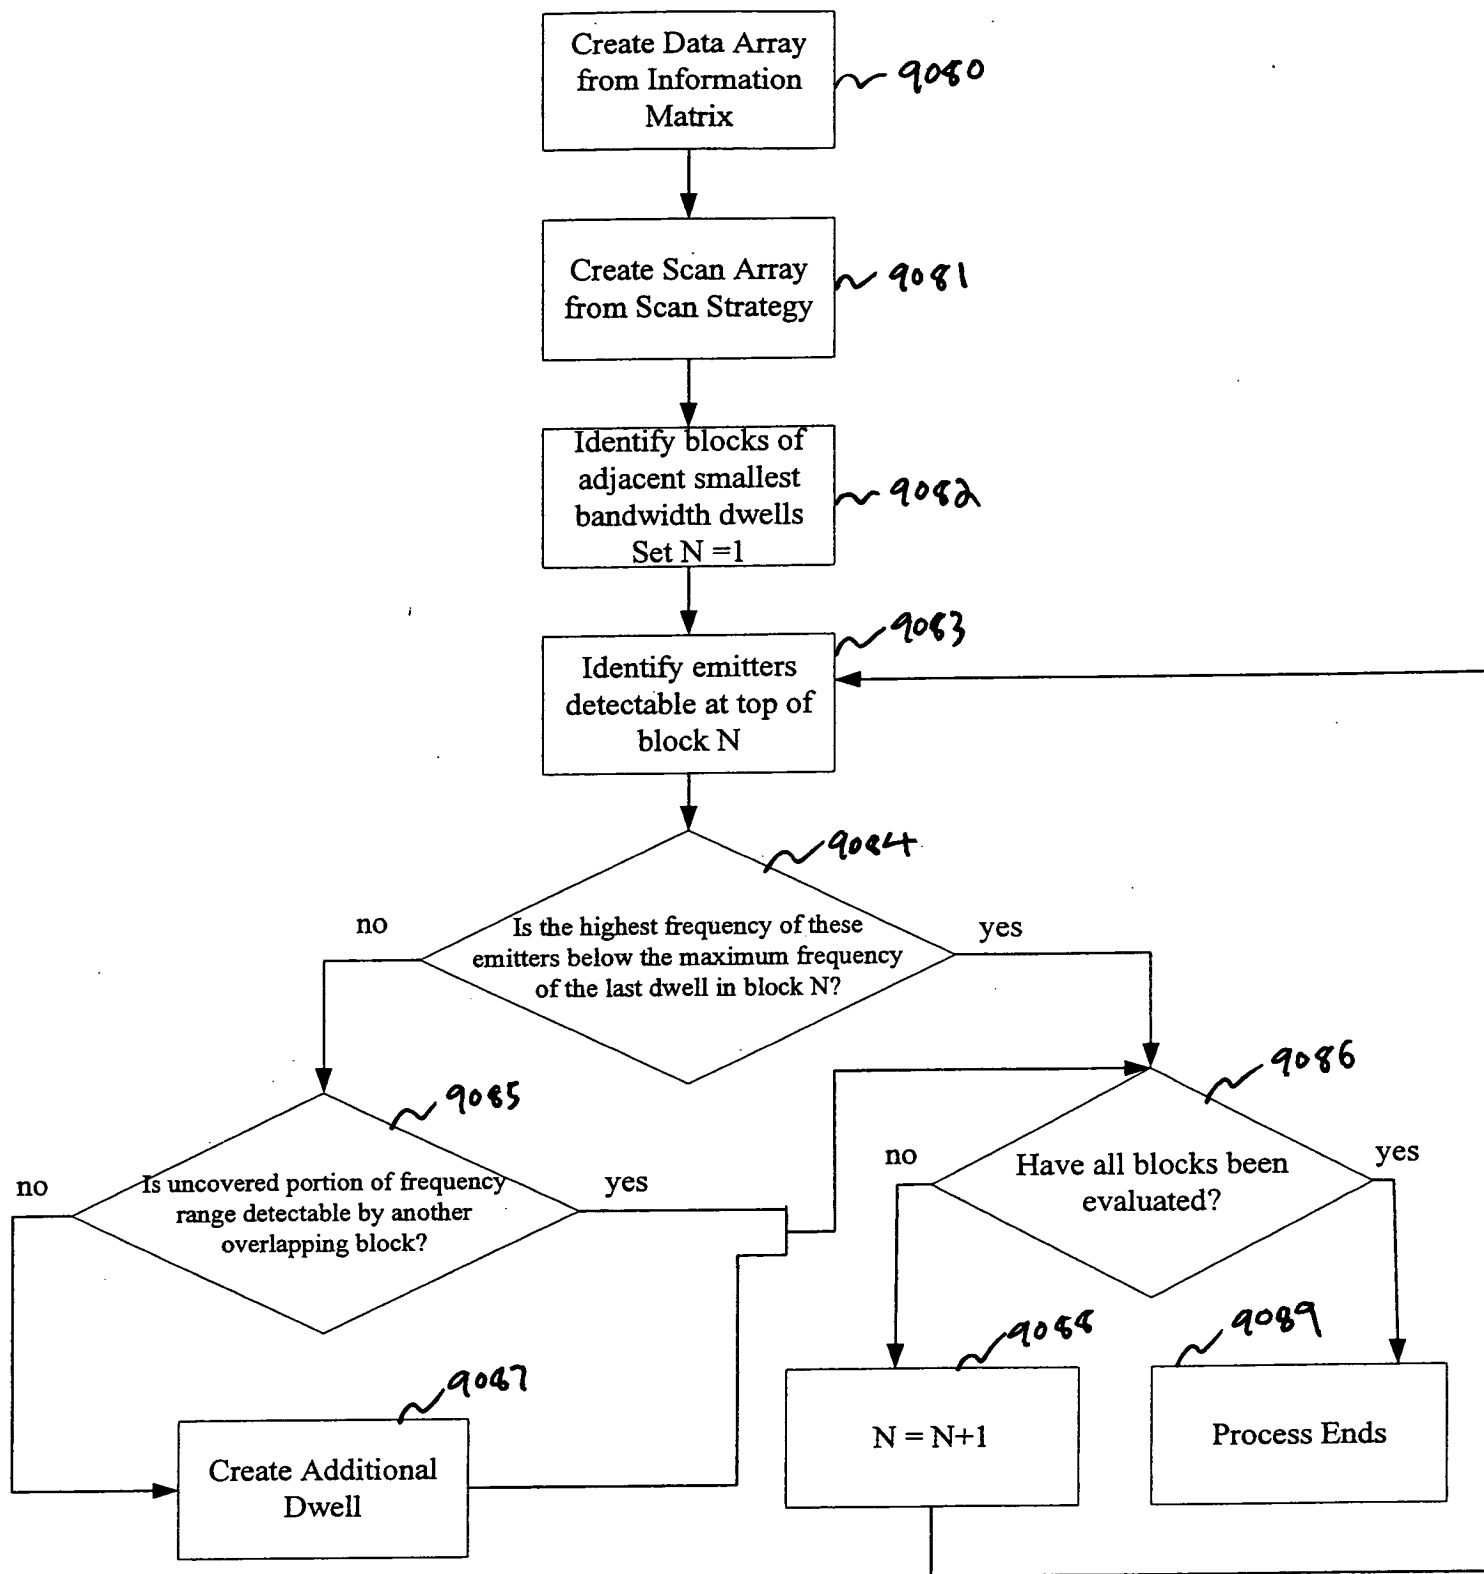 Create Data Array
from Information
Matrix
9080
Create Scan Array
from Scan Strategy
9081
Identify blocks of
adjacent smallest
bandwidth dwells
Set N =1
9082
9083
Identify emitters
detectable at top of
block N
9084
no
Is the highest frequency of these
emitters below the maximum frequency
of the last dwell in block N?
yes
9085
9086
no
Is uncovered portion of frequency
range detectable by another
overlapping block?
yes
no
Have all blocks been
evaluated?
yes
9087
Create Additional
Dwell
9088
N = N+1
9089
Process Ends